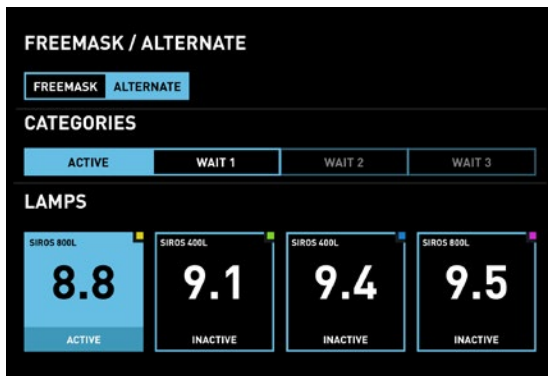 FREEMASK / ALTERNATE
FREEMASK ALTERNATE
CATEGORIES
ACTIVE WAIT 1 WAIT 2 WAIT 3
LAMPS
SIROS 800L SIROS 400L SIROS 400L SIROS 800L
8.8 9.1 9.4 9.5
ACTIVE INACTIVE INACTIVE INACTIVE